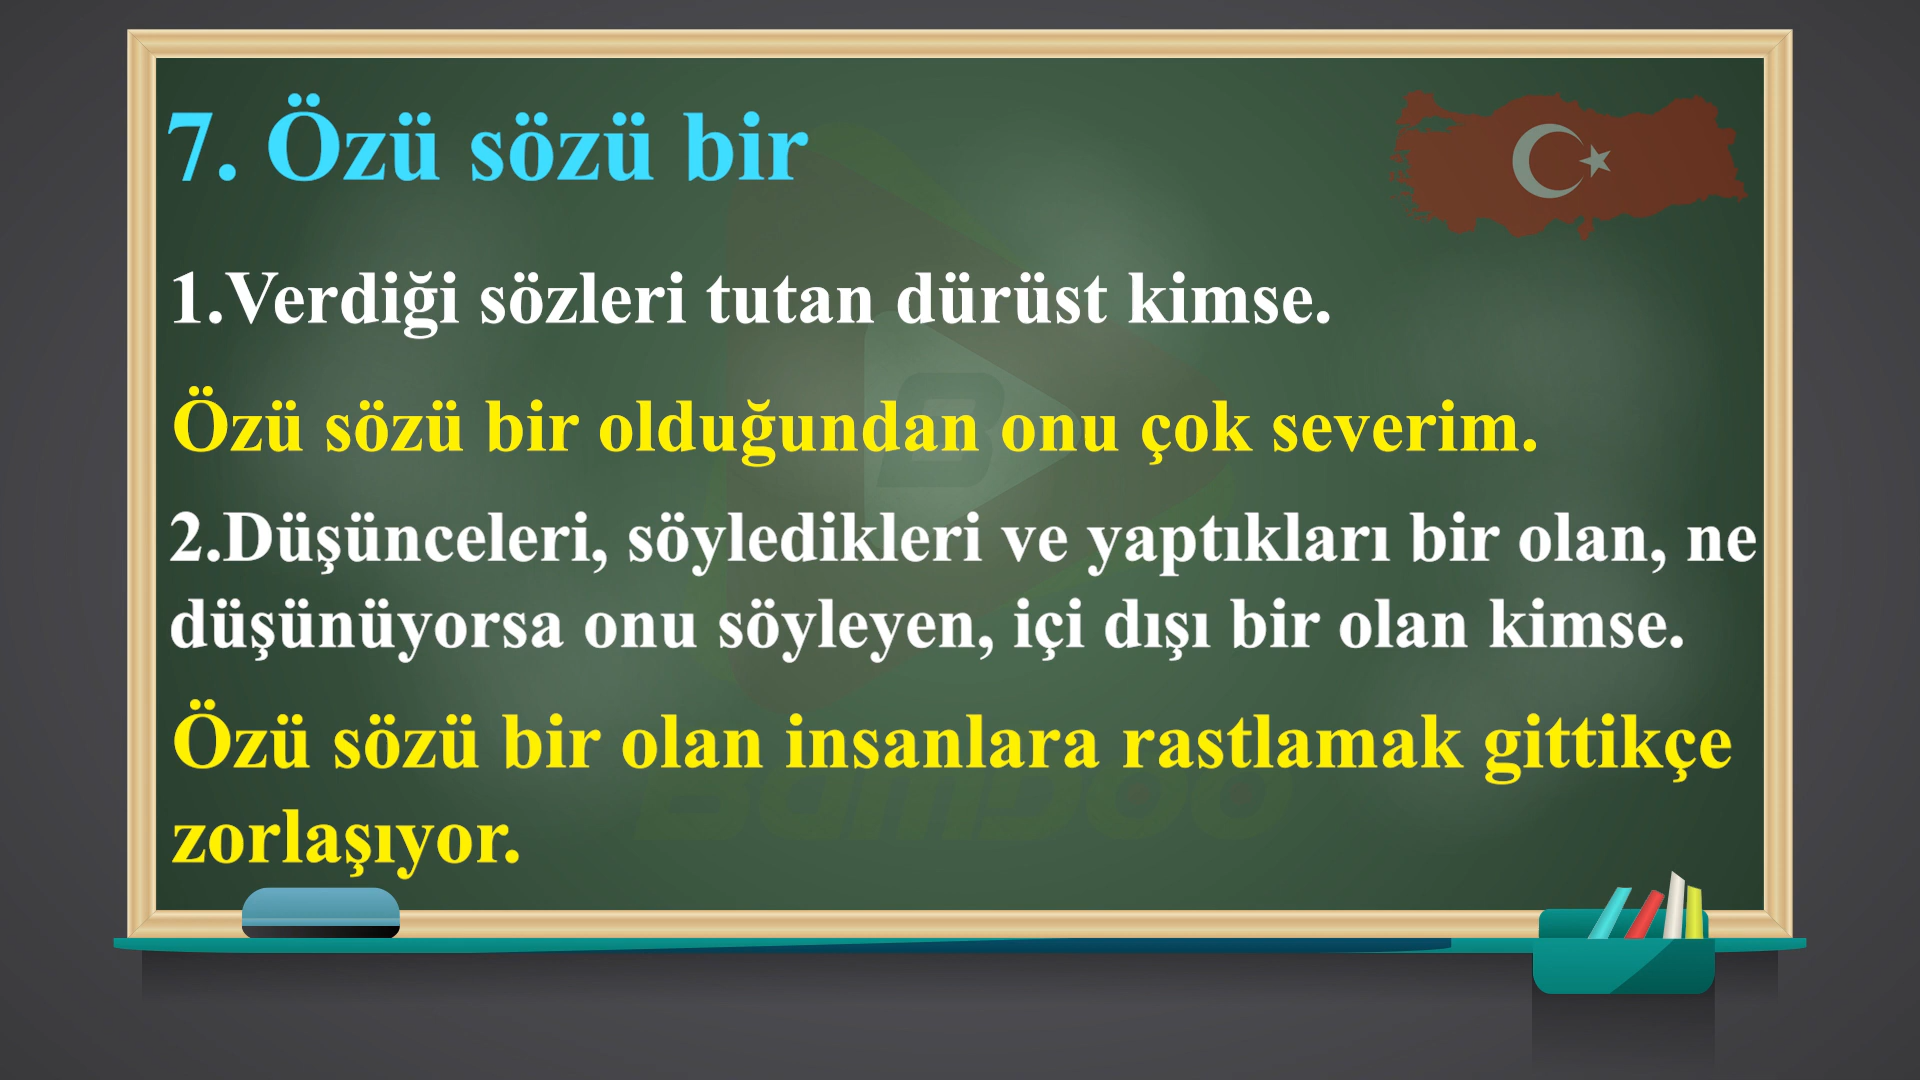 7. Özü sözü bir
1.Verdiği sözleri tutan dürüst kimse.
Özü sözü bir olduğundan onu çok severim.
2.Düşünceleri, söyledikleri ve yaptıkları bir olan, ne
düşünüyorsa onu söyleyen, içi dışı bir olan kimse.
Özü sözü bir olan insanlara rastlamak gittikçe
zorlaşıyor.